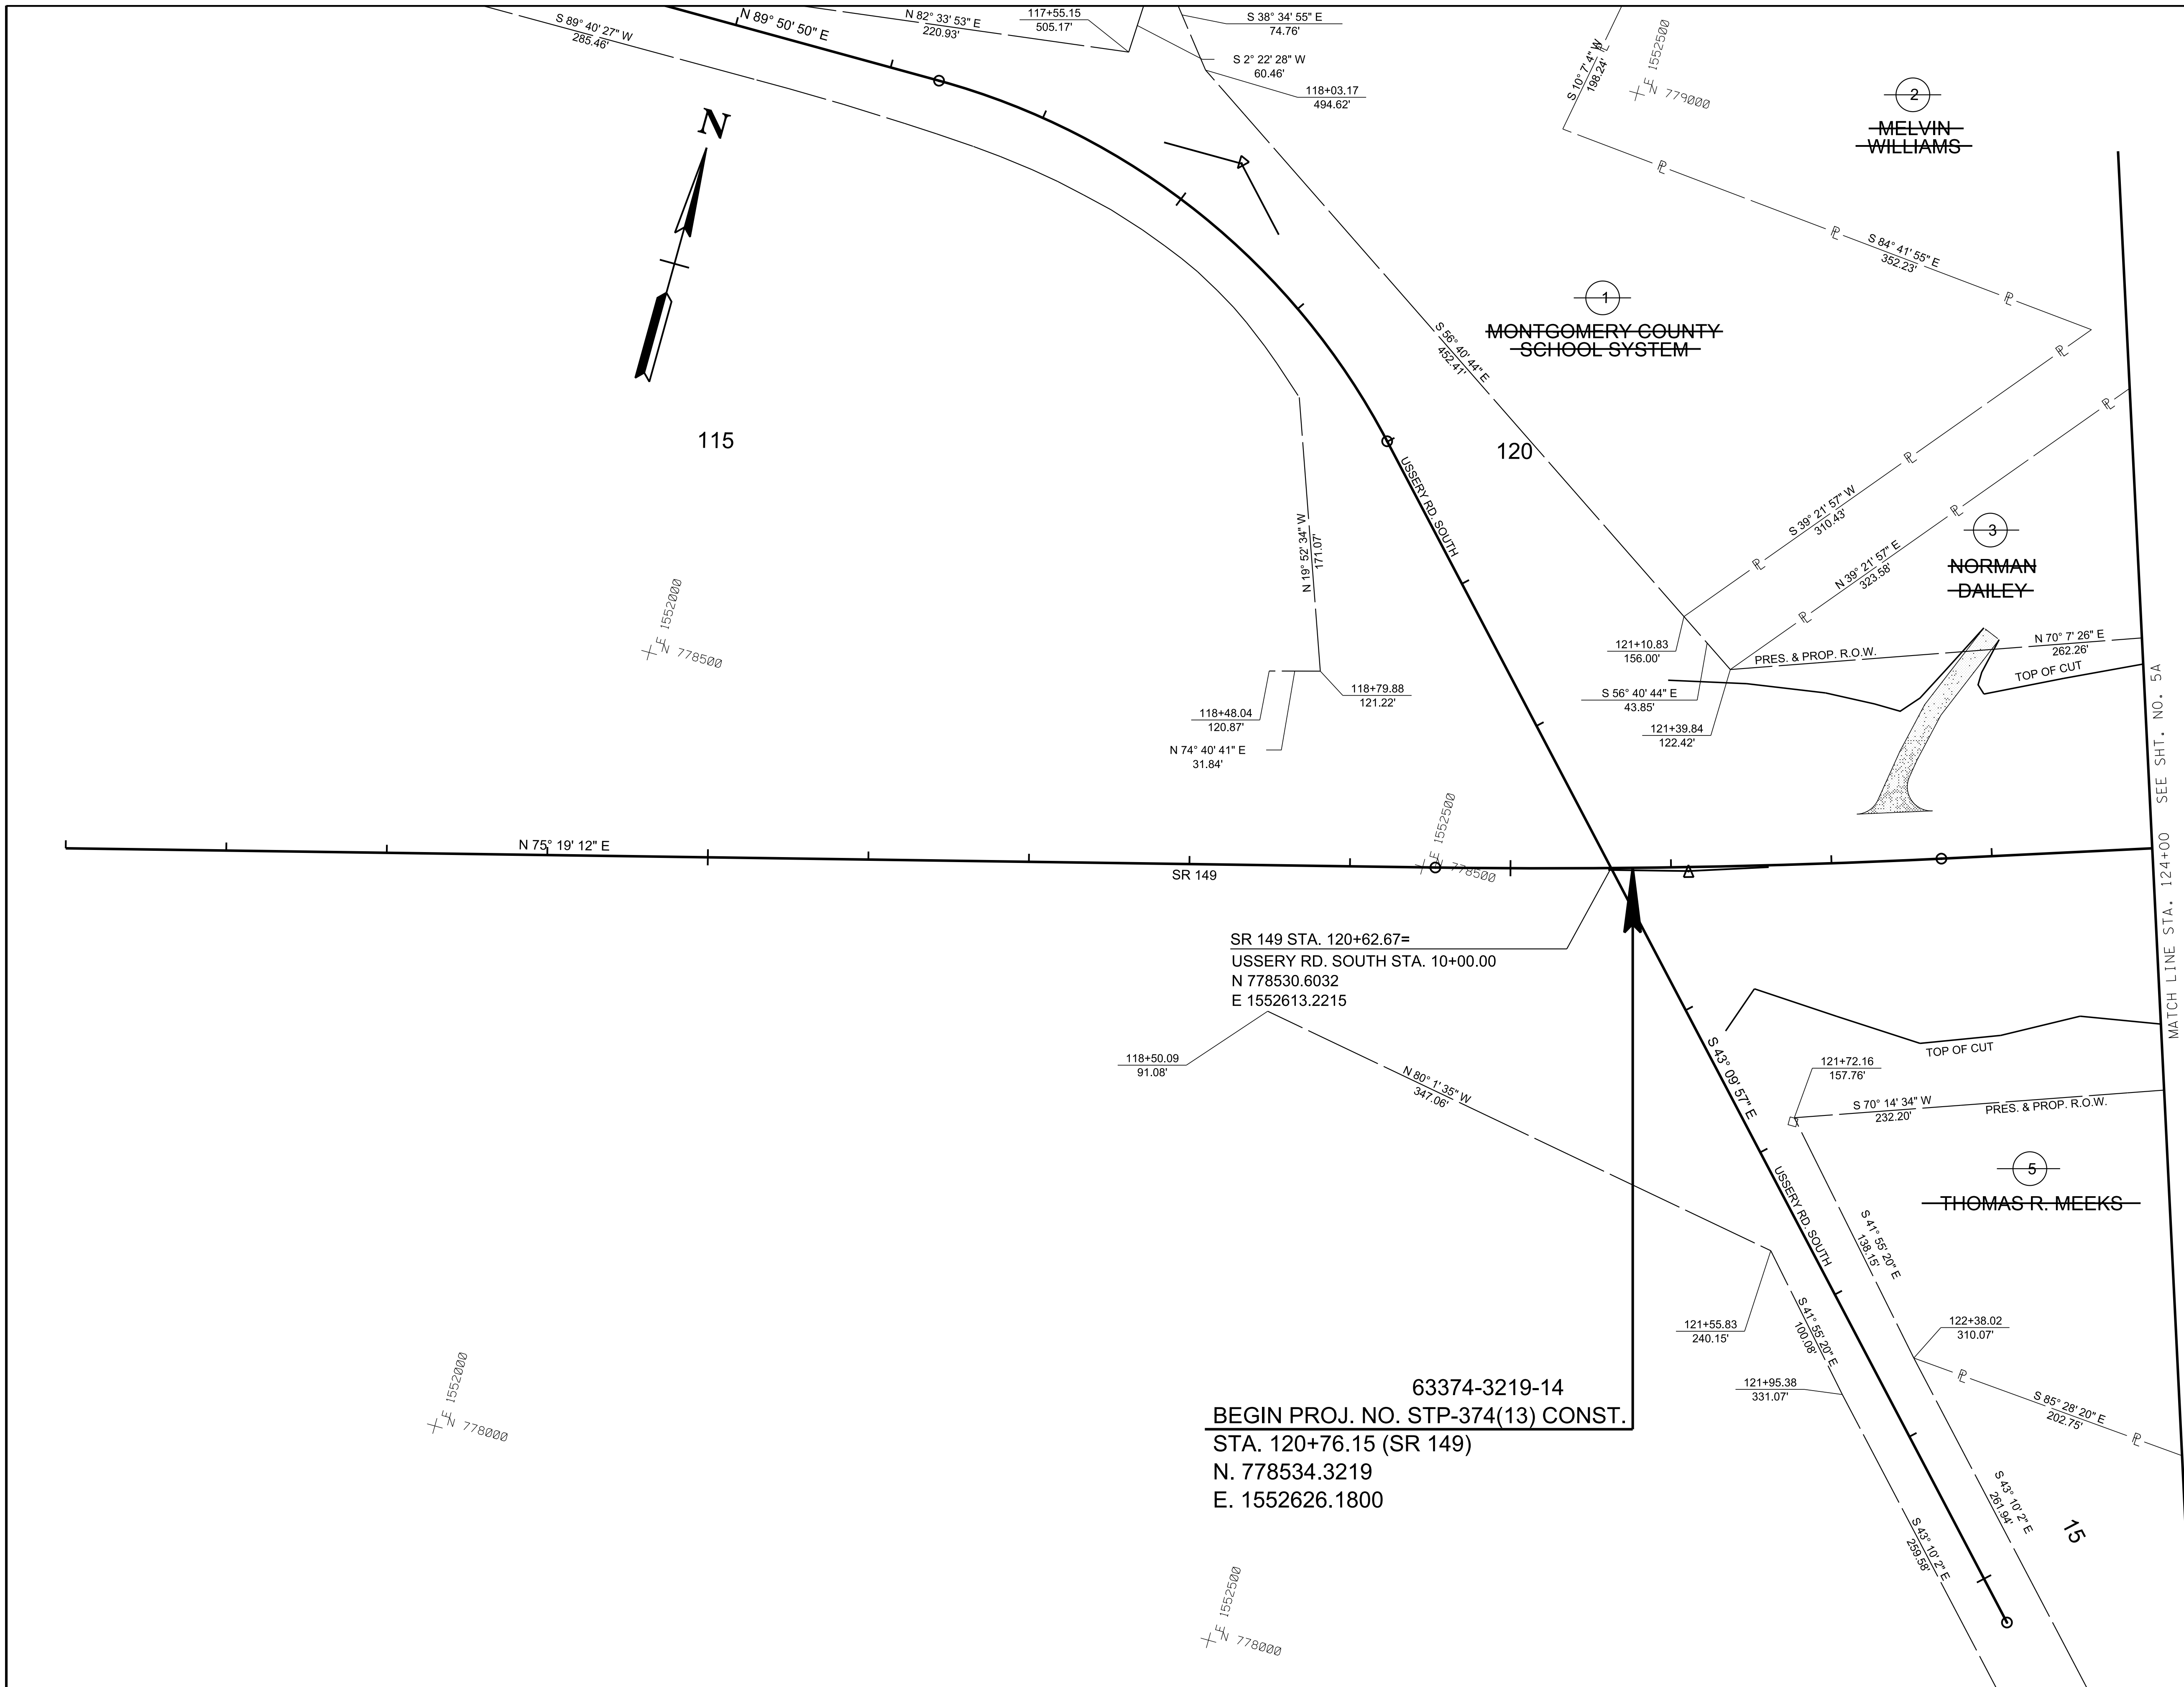 S 89° 40' 27" W
285.46'
N 89° 50' 50" E
N 82° 33' 53" E
220.93'
117+55.15
505.17'
S 38° 34' 55" E
74.76'
S 2° 22' 28" W
60.46'
118+03.17
494.62'
S 10° 7' 4" W
198.24'
E 1552500
N 779000
2
MELVIN
WILLIAMS
N
S 84° 41' 55" E
352.23'
1
MONTGOMERY COUNTY
SCHOOL SYSTEM
S 56° 40' 44" E
452.41'
115
120
USSERY RD. SOUTH
S 39° 21' 57" W
310.43'
N 39° 21' 57" E
323.58'
3
NORMAN
DAILEY
N 19° 52' 34" W
171.07'
E 1552000
N 778500
121+10.83
156.00'
PRES. & PROP. R.O.W.
N 70° 7' 26" E
262.26'
TOP OF CUT
S 56° 40' 44" E
43.85'
121+39.84
122.42'
118+79.88
121.22'
118+48.04
120.87'
N 74° 40' 41" E
31.84'
MATCH LINE STA. 124+00 SEE SHT. NO. 5A
E 1552500
N 778500
N 75° 19' 12" E
SR 149
SR 149 STA. 120+62.67=
USSERY RD. SOUTH STA. 10+00.00
N 778530.6032
E 1552613.2215
118+50.09
91.08'
N 80° 1' 35" W
347.06'
S 43° 09' 57" E
TOP OF CUT
121+72.16
157.76'
S 70° 14' 34" W
232.20'
PRES. & PROP. R.O.W.
5
THOMAS R. MEEKS
USSERY RD. SOUTH
S 41° 55' 20" E
138.15'
121+55.83
240.15'
S 41° 55' 20" E
100.08'
122+38.02
310.07'
121+95.38
331.07'
S 85° 28' 20" E
202.75'
E 1552000
N 778000
63374-3219-14
BEGIN PROJ. NO. STP-374(13) CONST.
STA. 120+76.15 (SR 149)
N. 778534.3219
E. 1552626.1800
S 43° 10' 2" E
261.94'
15
S 43° 10' 2" E
259.58'
E 1552500
N 778000